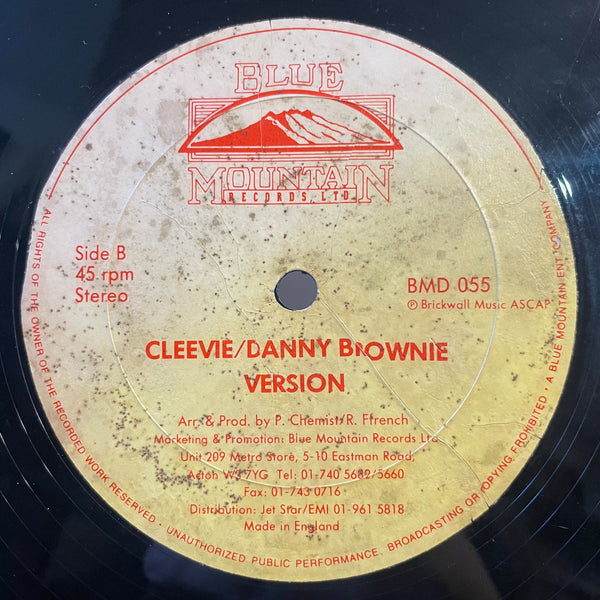 BLUE
MOUNTAIN
RECORDS, LTD.
Side B
45 rpm
Stereo
BMD 055
℗ Brickwall Music ASCAP
CLEEVIE/DANNY BROWNIE
VERSION
Arr. & Prod. by P. Chemist/R. Ffrench
Marketing & Promotion: Blue Mountain Records Ltd
Unit 209 Metro Store, 5-10 Eastman Road,
Acton W3 7YG Tel: 01-740 5682/5660
Fax: 01-743 0716
Distribution: Jet Star/EMI 01-961 5818
Made in England
ALL RIGHTS OF THE OWNER OF THE RECORDED WORK RESERVED · UNAUTHORIZED PUBLIC PERFORMANCE, BROADCASTING OR COPYING PROHIBITED · A BLUE MOUNTAIN ENT COMPANY